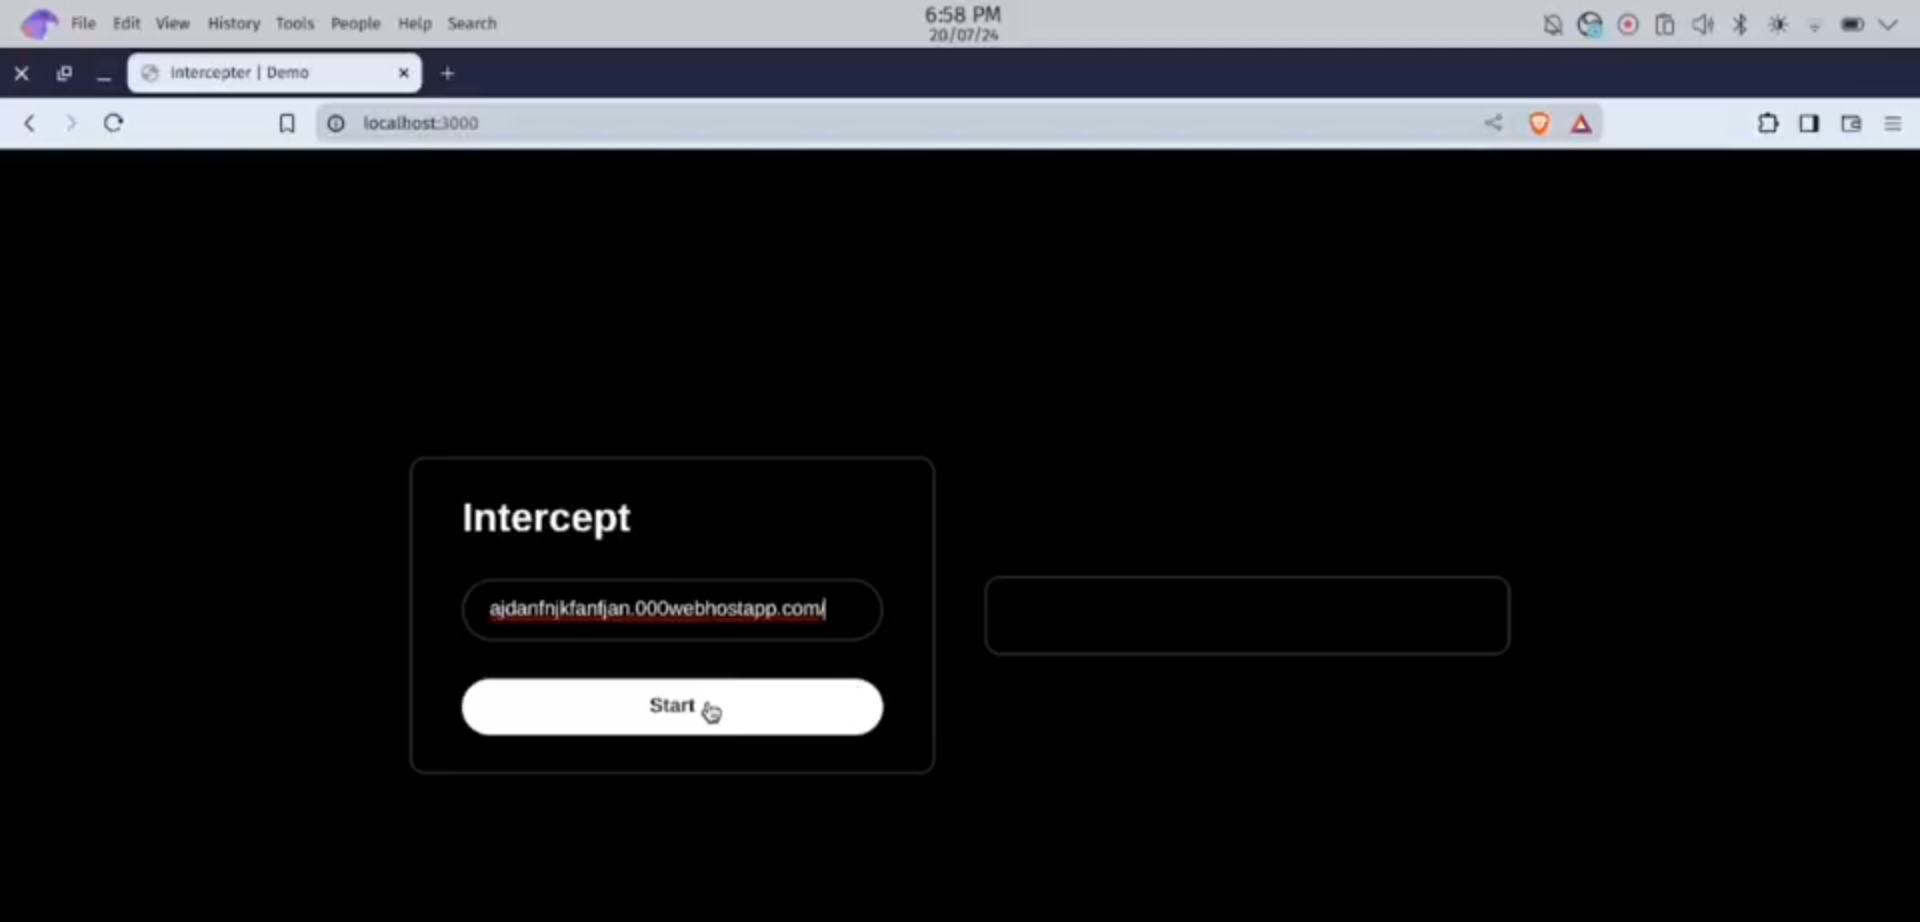 File Edit View History Tools People Help Search
6:58 PM
20/07/24
Intercepter | Demo
localhost:3000
Intercept
ajdanfnjkfanfjan.000webhostapp.com/
Start